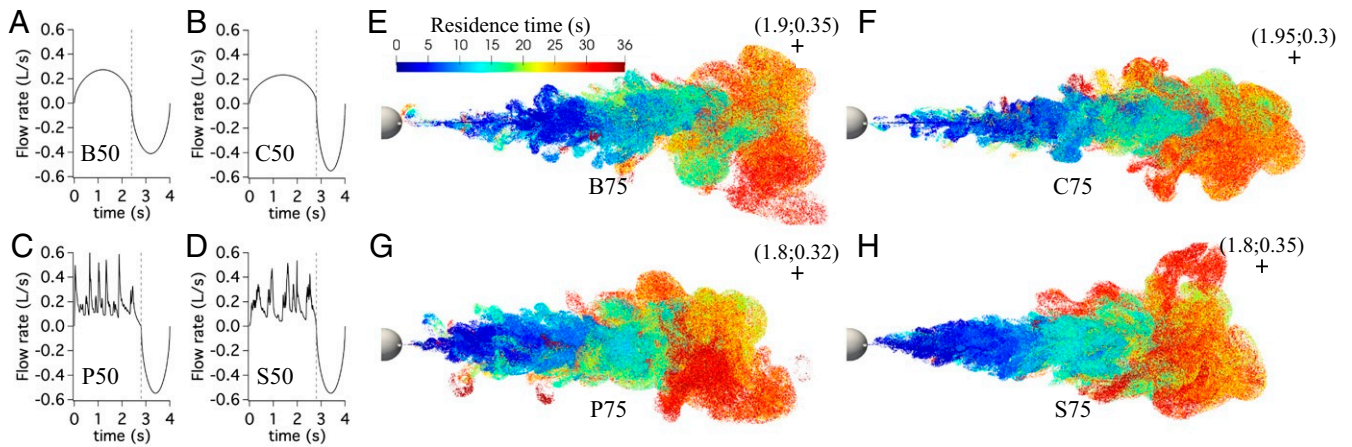 A
Flow rate (L/s)
0.6
0.4
0.2
0.0
-0.2
-0.4
-0.6
B50
0 1 2 3 4
time (s)
B
Flow rate (L/s)
0.6
0.4
0.2
0.0
-0.2
-0.4
-0.6
C50
0 1 2 3 4
time (s)
C
Flow rate (L/s)
0.6
0.4
0.2
0.0
-0.2
-0.4
-0.6
P50
0 1 2 3 4
time (s)
D
Flow rate (L/s)
0.6
0.4
0.2
0.0
-0.2
-0.4
-0.6
S50
0 1 2 3 4
time (s)
E
Residence time (s)
0 5 10 15 20 25 30 36
(1.9;0.35)
+
B75
F
(1.95;0.3)
+
C75
G
(1.8;0.32)
+
P75
H
(1.8;0.35)
+
S75